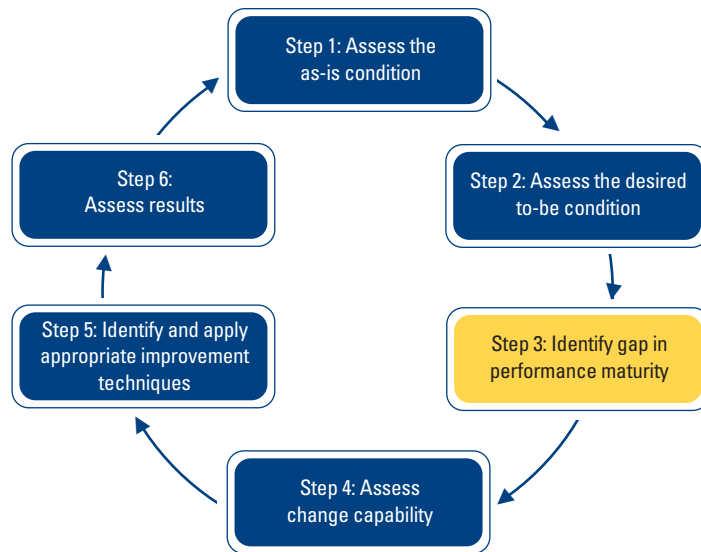 Step 1: Assess the
as-is condition
Step 2: Assess the desired
to-be condition
Step 3: Identify gap in
performance maturity
Step 4: Assess
change capability
Step 5: Identify and apply
appropriate improvement
techniques
Step 6:
Assess results